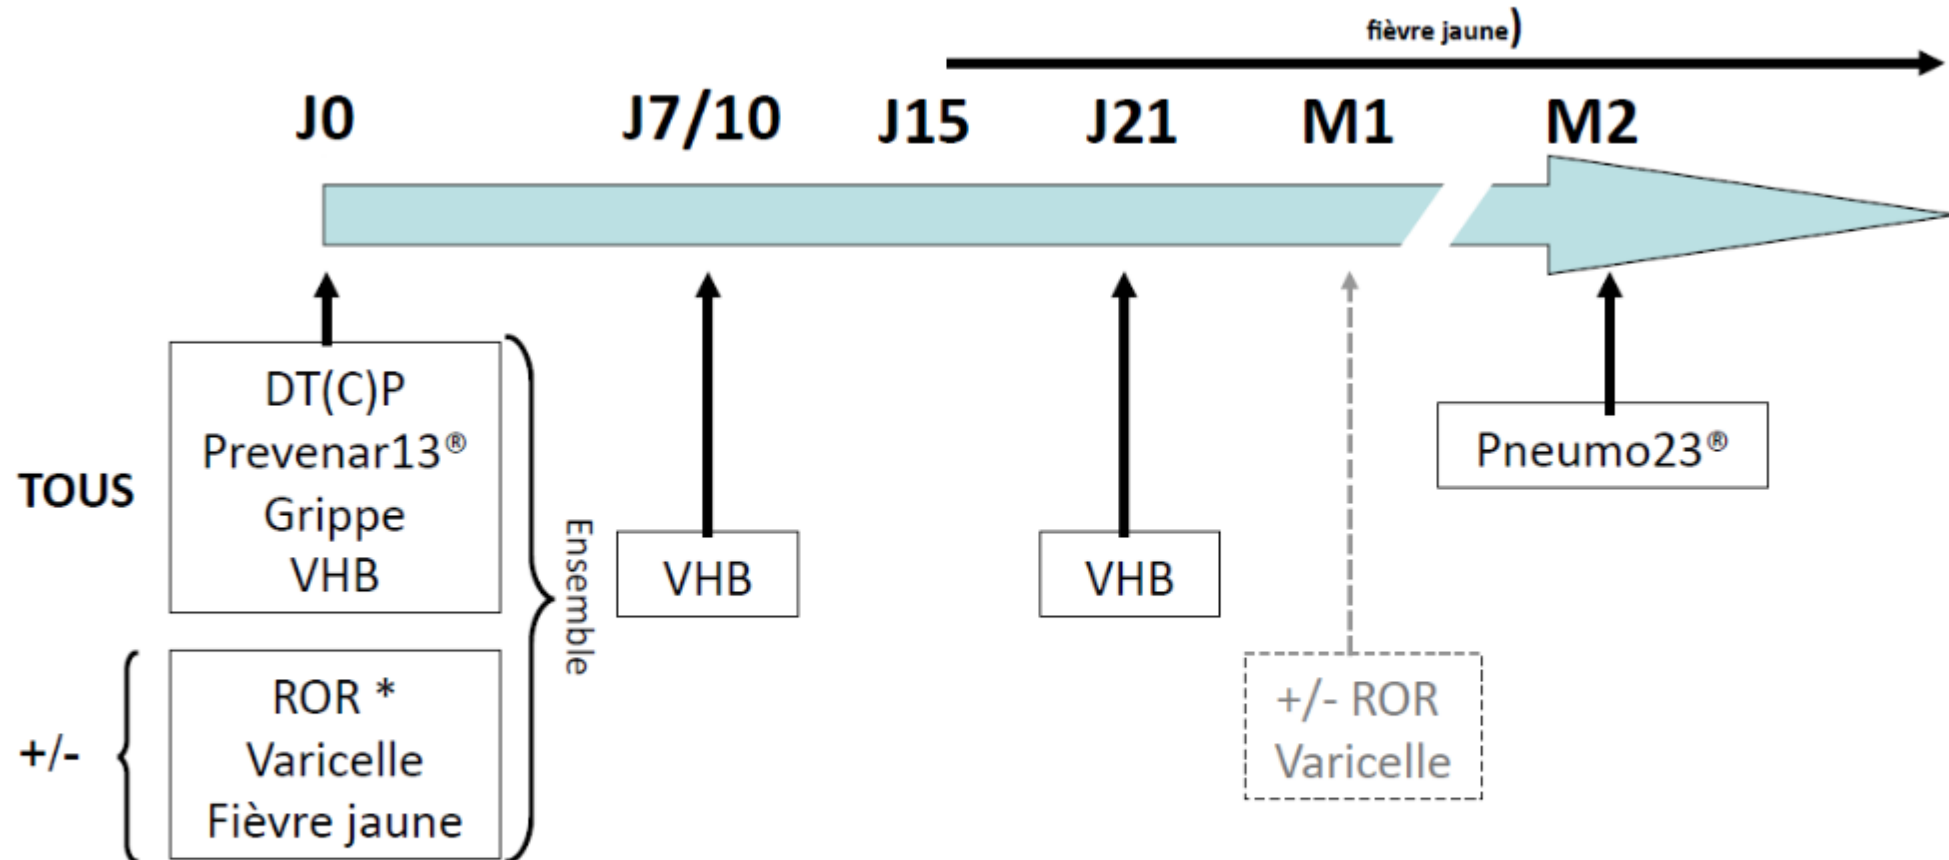 fièvre jaune)
J0
J7/10
J15
J21
M1
M2
TOUS
DT(C)P
Prevenar13®
Grippe
VHB
Ensemble
VHB
VHB
Pneumo23®
+/-
ROR *
Varicelle
Fièvre jaune
+/- ROR
Varicelle